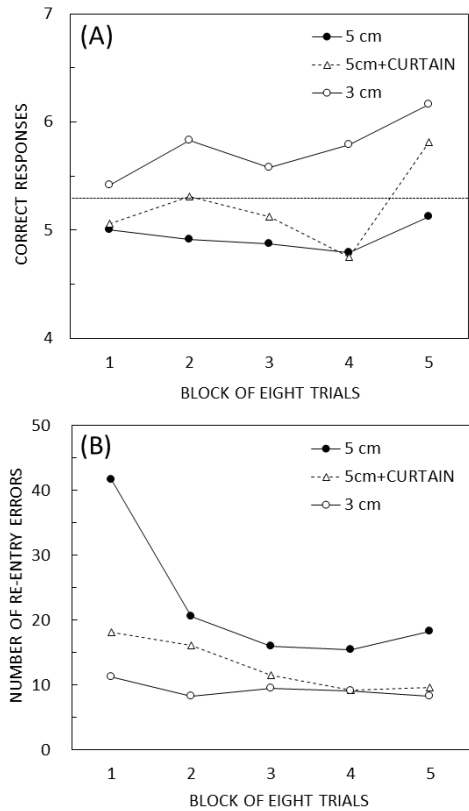 7
(A)
5 cm
5cm+CURTAIN
3 cm
6
5
4
CORRECT RESPONSES
1 2 3 4 5
BLOCK OF EIGHT TRIALS
50
(B)
5 cm
5cm+CURTAIN
3 cm
40
30
20
10
0
NUMBER OF RE-ENTRY ERRORS
1 2 3 4 5
BLOCK OF EIGHT TRIALS